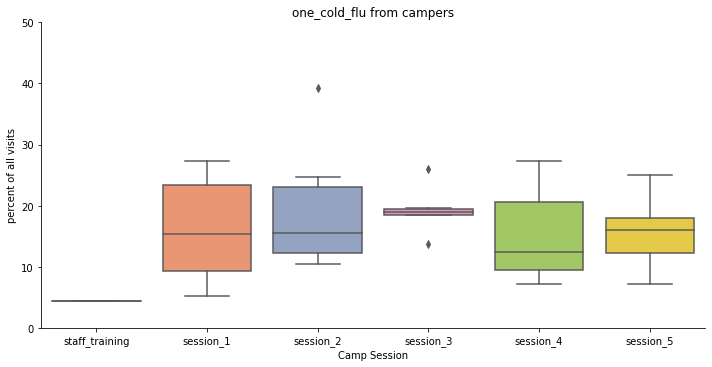 one_cold_flu from campers
50
40
30
20
10
0
percent of all visits
staff_training session_1 session_2 session_3 session_4 session_5
Camp Session